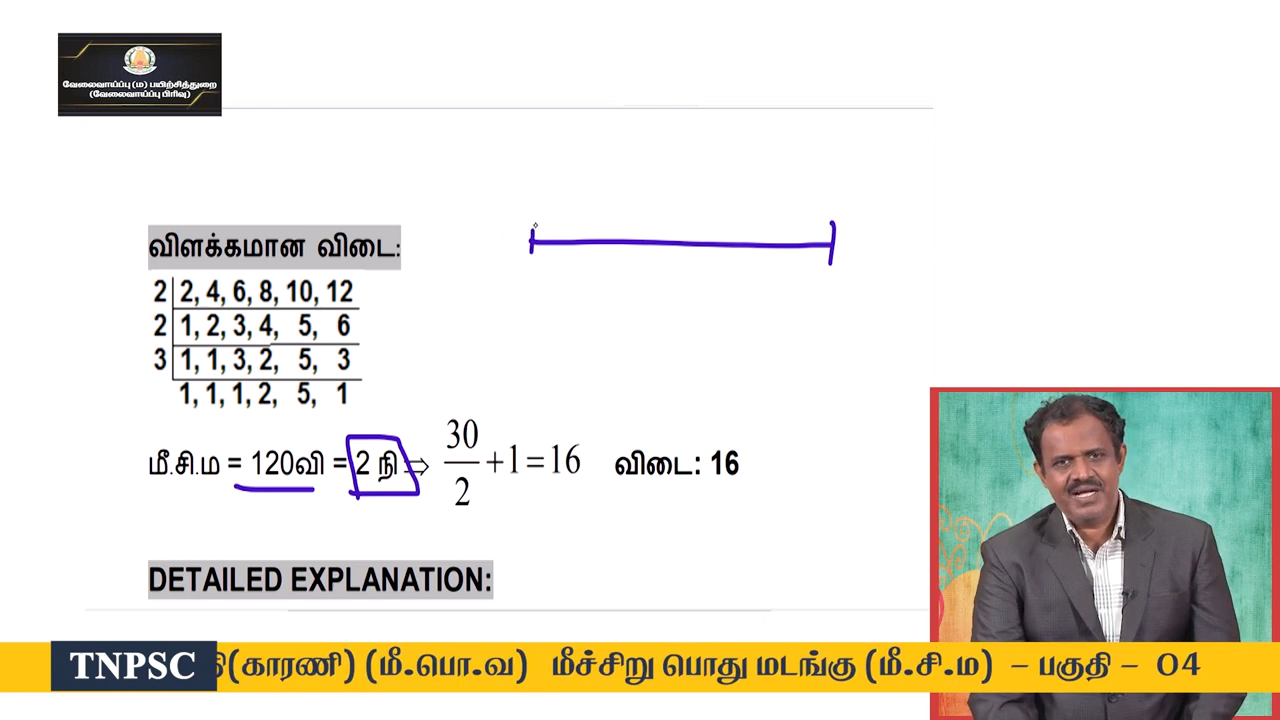 வேலைவாய்ப்பு (ம) பயிற்சித்துறை
(வேலைவாய்ப்பு பிரிவு)
விளக்கமான விடை:
2 2, 4, 6, 8, 10, 12
2 1, 2, 3, 4, 5, 6
3 1, 1, 3, 2, 5, 3
1, 1, 1, 2, 5, 1
மீ.சி.ம = 120வி = 2 நி ⇒ 30/2 +1=16 விடை: 16
DETAILED EXPLANATION:
TNPSC (காரணி) (மீ.பொ.வ) மீச்சிறு பொது மடங்கு (மீ.சி.ம) – பகுதி – 04